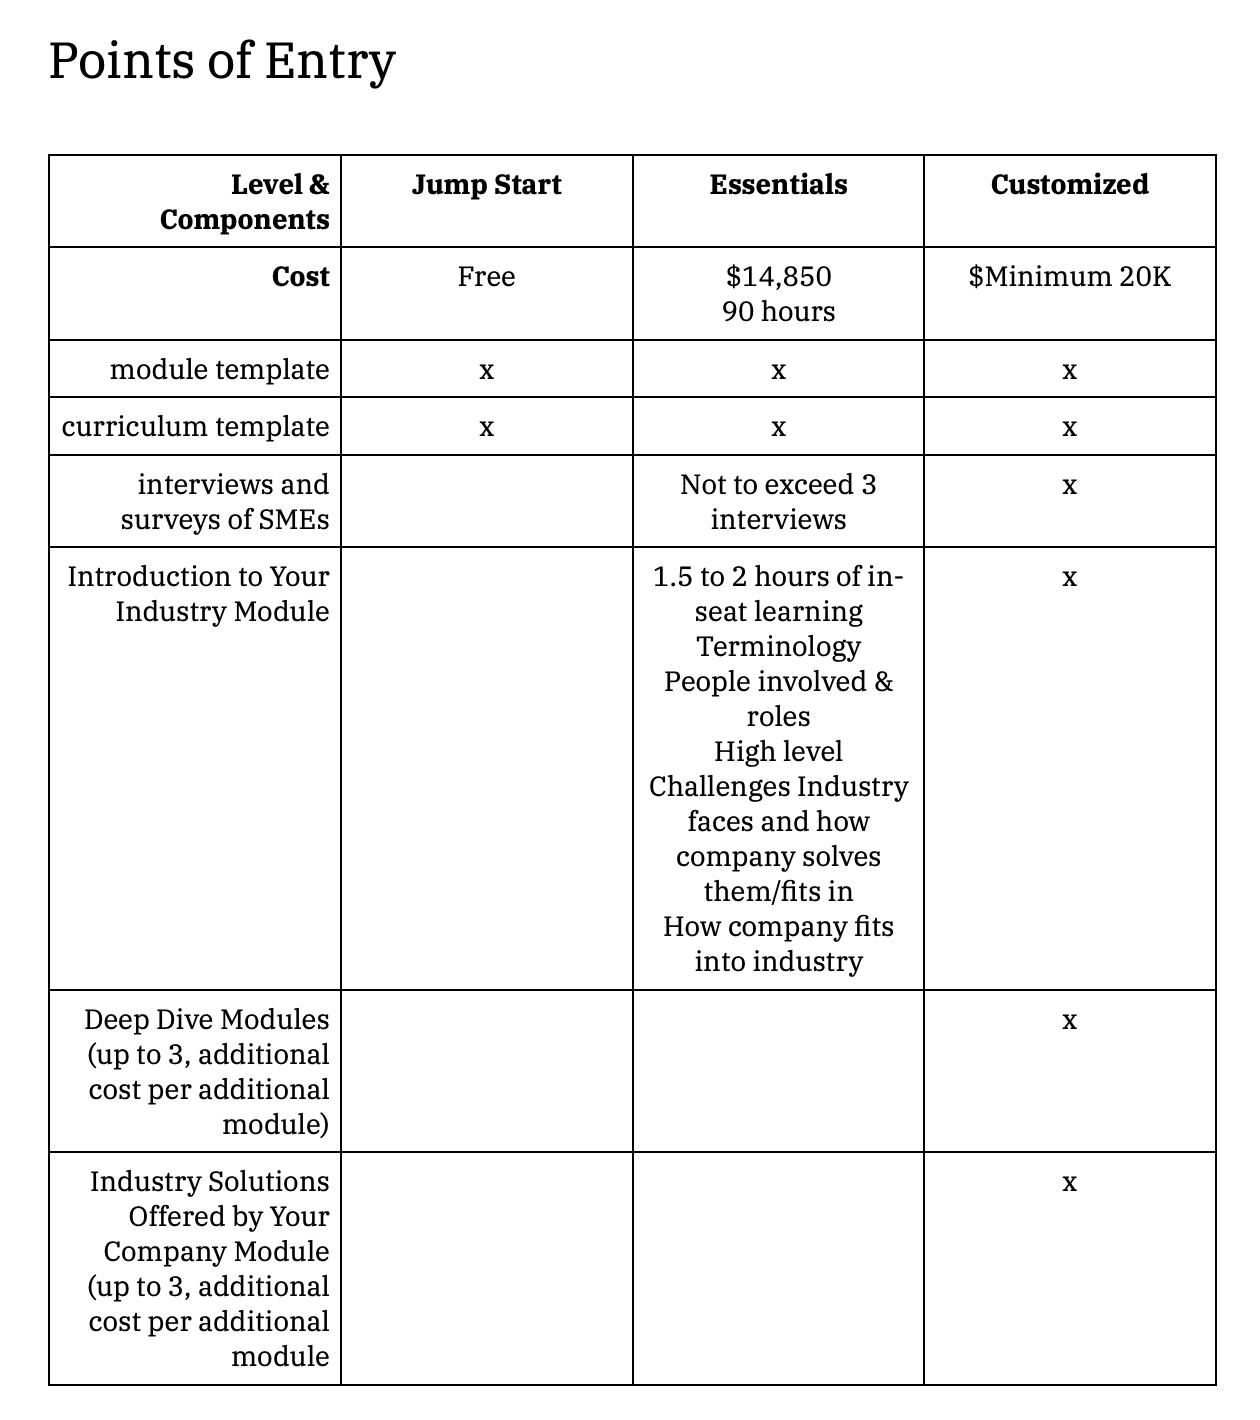 Points of Entry
Level &
Components
Jump Start
Essentials
Customized
Cost
Free
$14,850
90 hours
$Minimum 20K
module template
x
x
x
curriculum template
x
x
x
interviews and
surveys of SMEs
Not to exceed 3
interviews
x
Introduction to Your
Industry Module
1.5 to 2 hours of in-
seat learning
Terminology
People involved &
roles
High level
Challenges Industry
faces and how
company solves
them/fits in
How company fits
into industry
x
Deep Dive Modules
(up to 3, additional
cost per additional
module)
x
Industry Solutions
Offered by Your
Company Module
(up to 3, additional
cost per additional
module
x